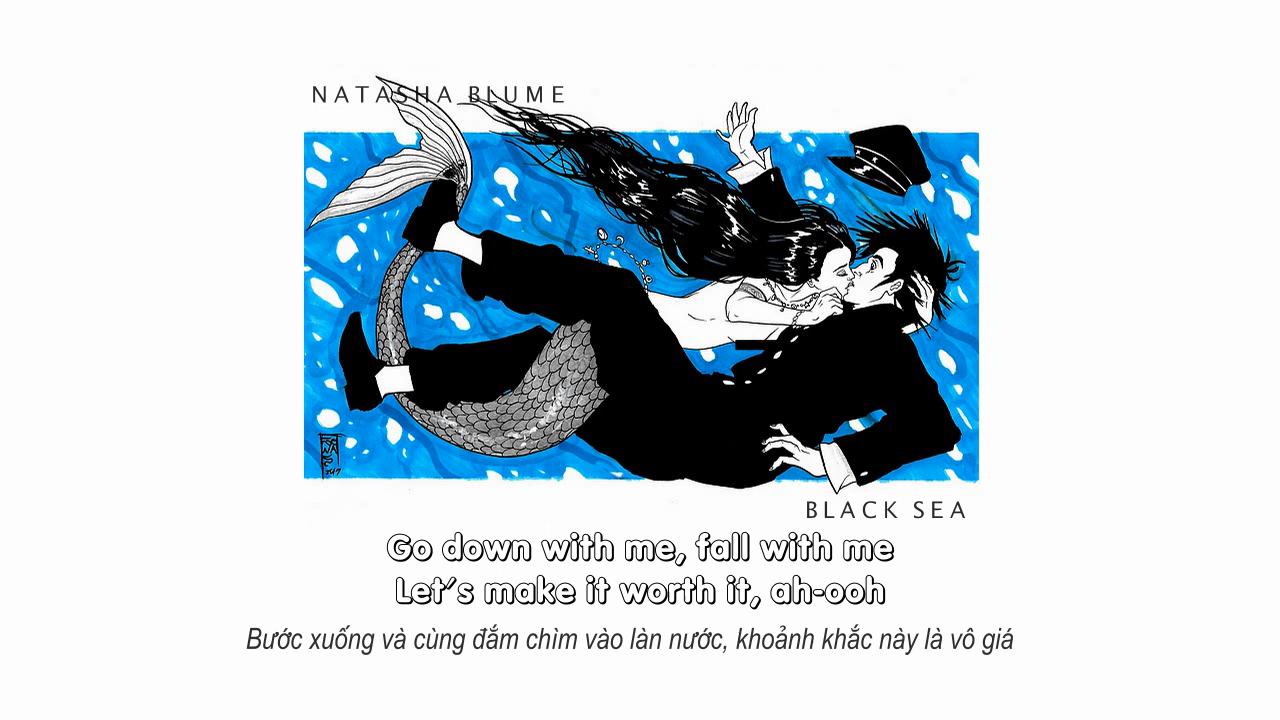 NATASHA BLUME
BLACK SEA
Go down with me, fall with me
Let's make it worth it, ah-ooh
Bước xuống và cùng đắm chìm vào làn nước, khoảnh khắc này là vô giá